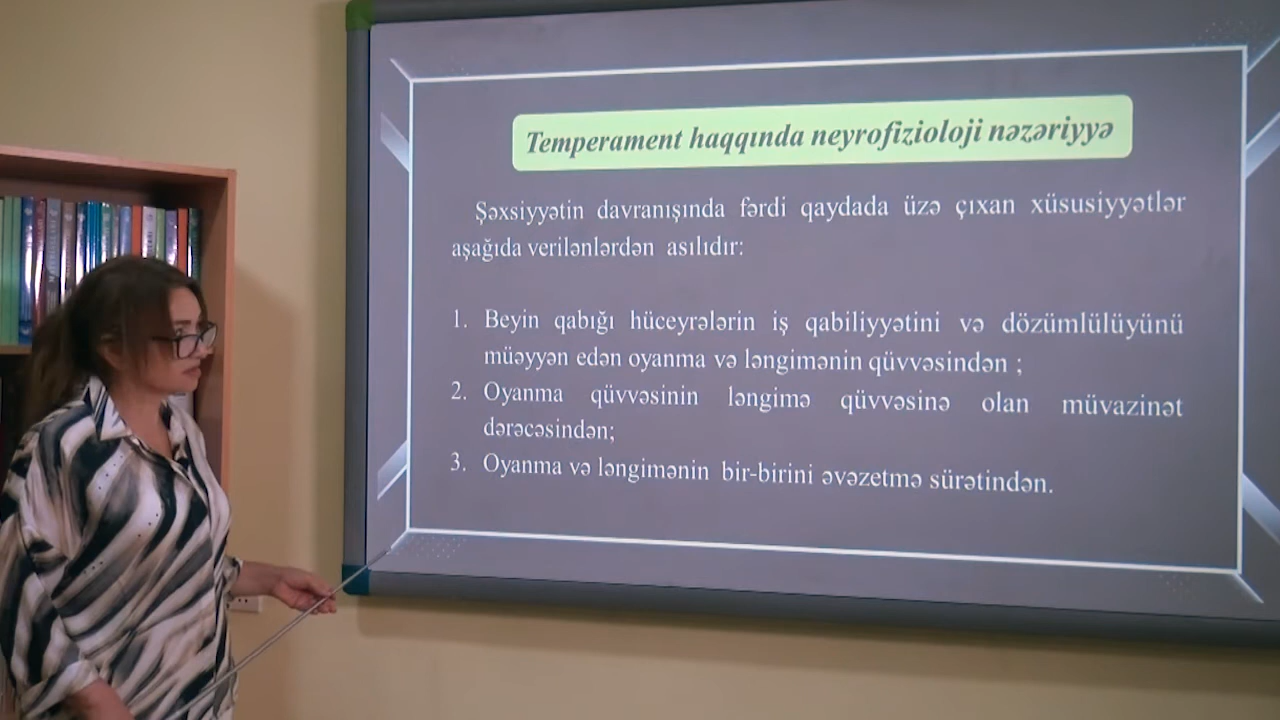 Temperament haqqında neyrofizioloji nəzəriyyə
Şəxsiyyətin davranışında fərdi qaydada üzə çıxan xüsusiyyətlər
aşağıda verilənlərdən asılıdır:
1. Beyin qabığı hüceyrələrin iş qabiliyyətini və dözümlülüyünü
müəyyən edən oyanma və ləngimənin qüvvəsindən ;
2. Oyanma qüvvəsinin ləngimə qüvvəsinə olan müvazinət
dərəcəsindən;
3. Oyanma və ləngimənin bir-birini əvəzetmə sürətindən.